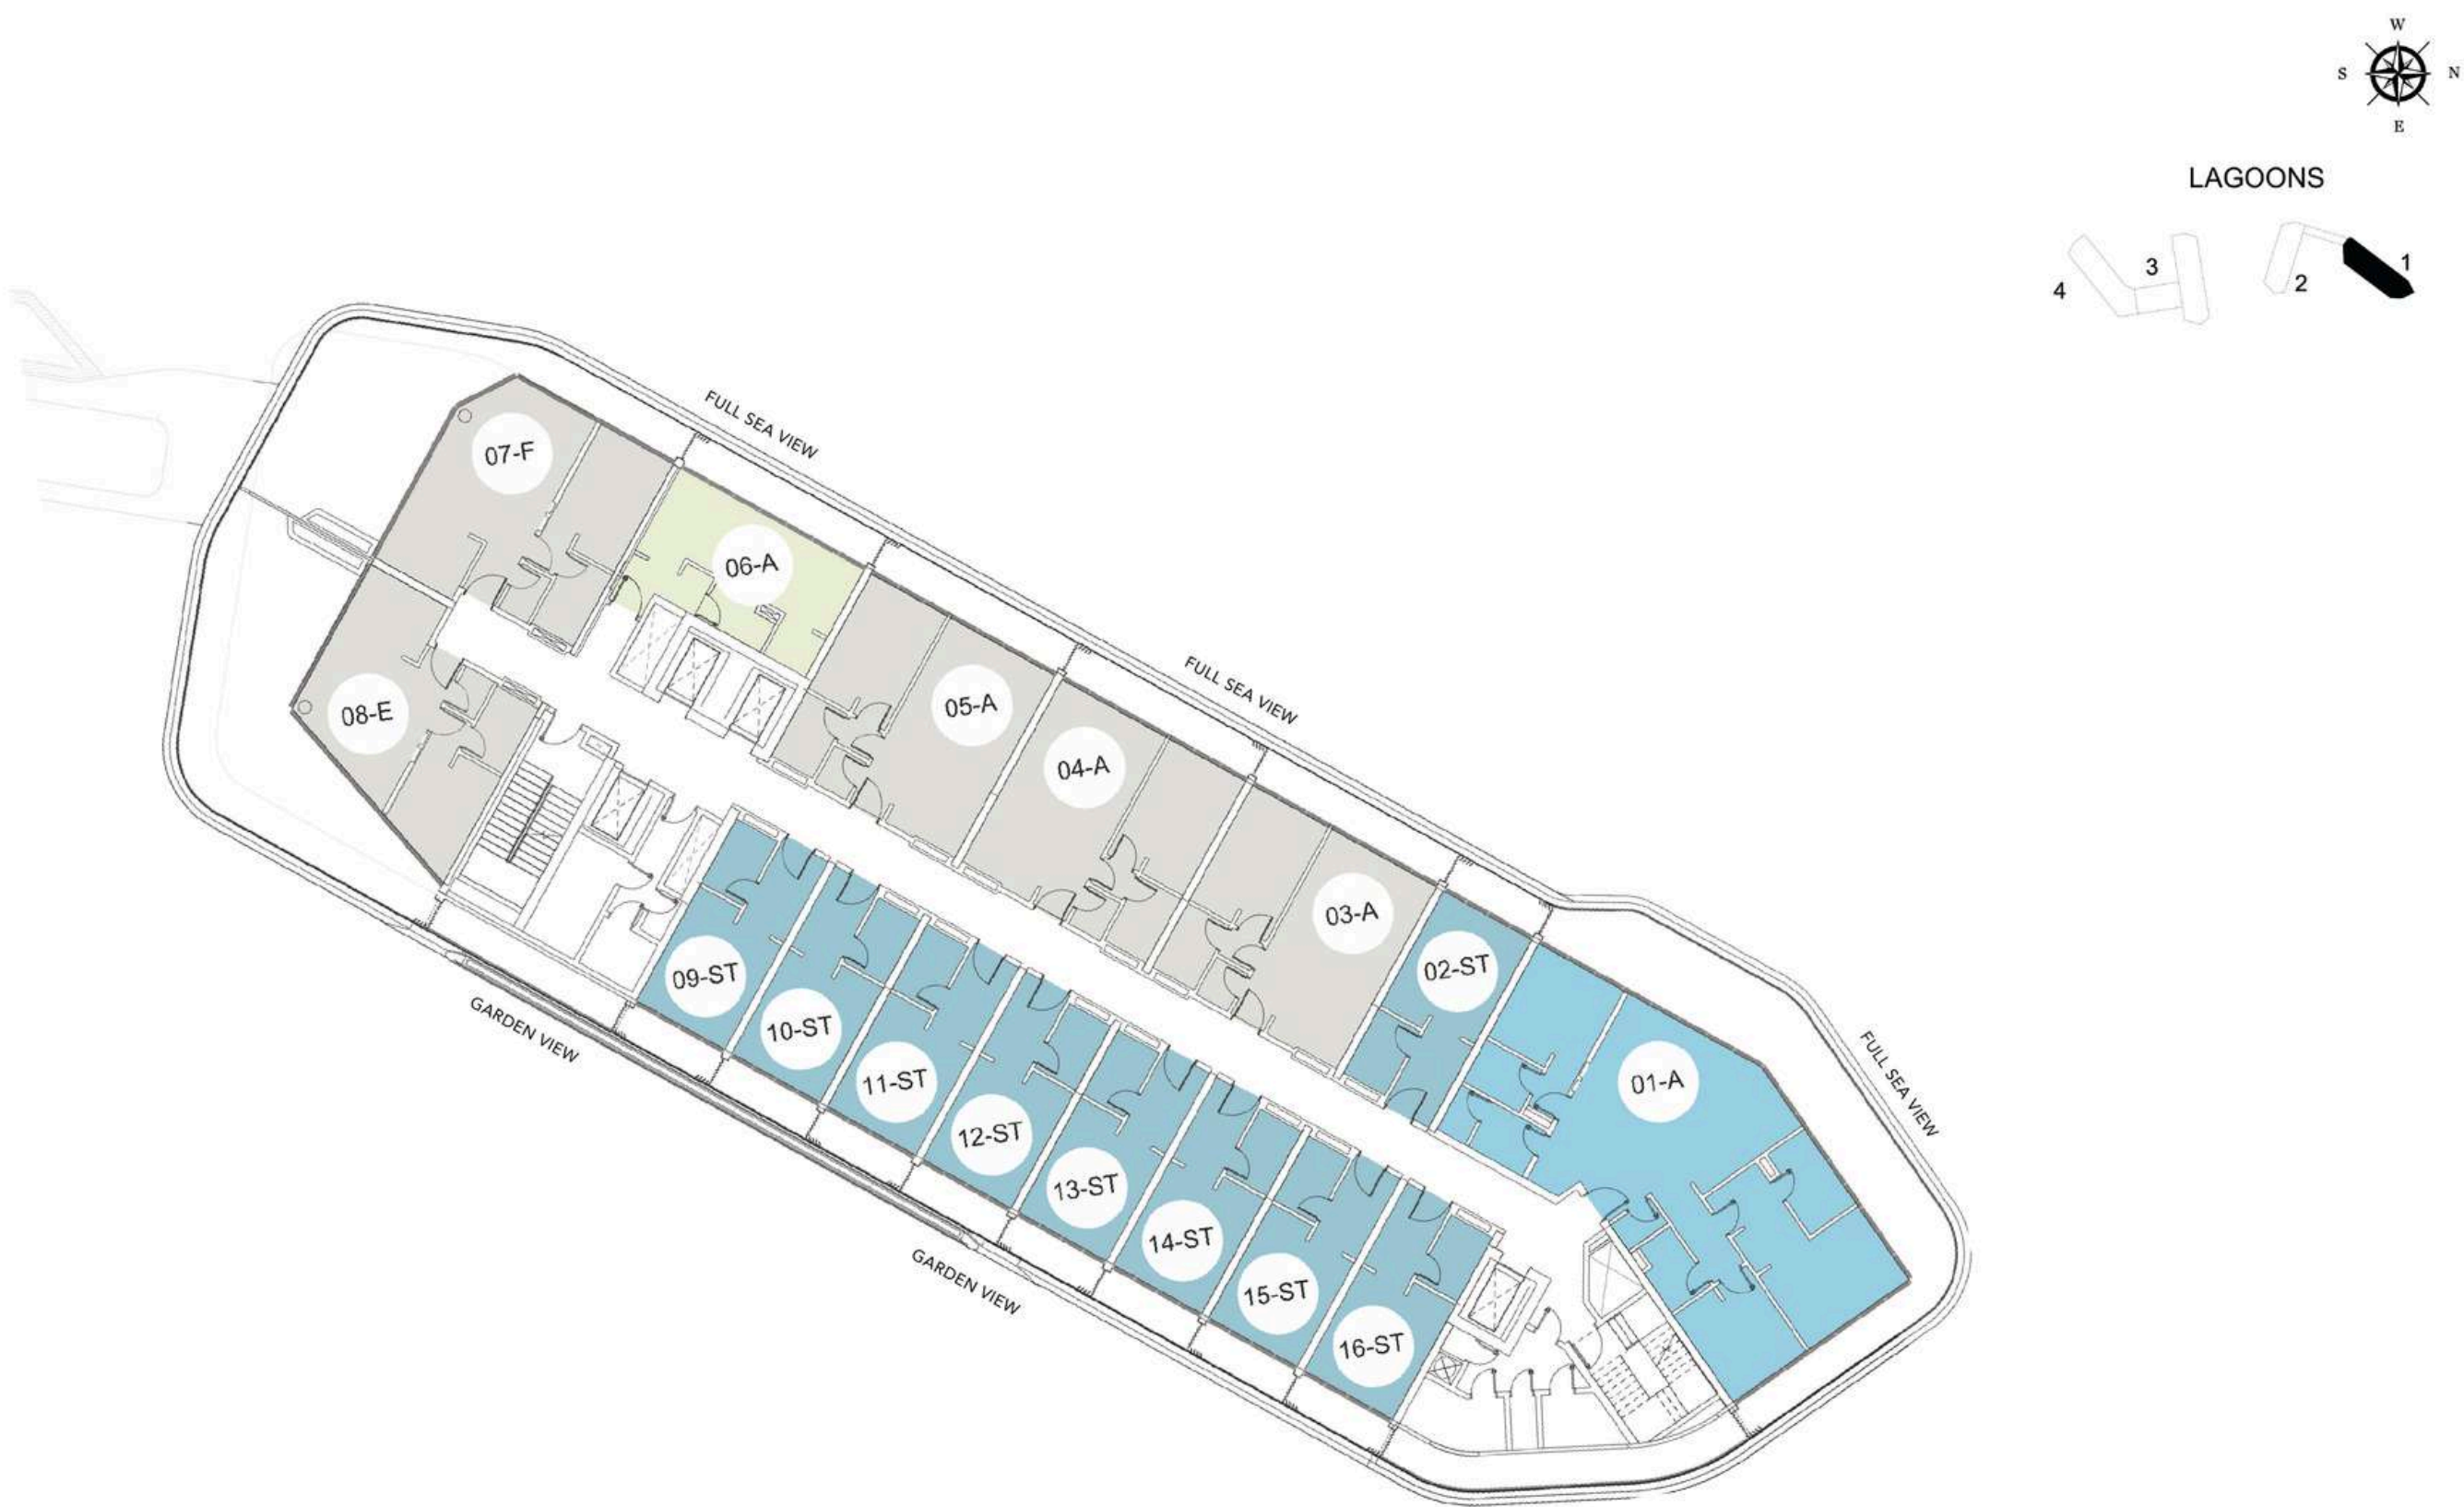 W
S
N
E
LAGOONS
1
3
2
4
FULL SEA VIEW
07-F
06-A
FULL SEA VIEW
05-A
08-E
04-A
03-A
02-ST
09-ST
10-ST
GARDEN VIEW
11-ST
01-A
FULL SEA VIEW
12-ST
13-ST
14-ST
GARDEN VIEW
15-ST
16-ST